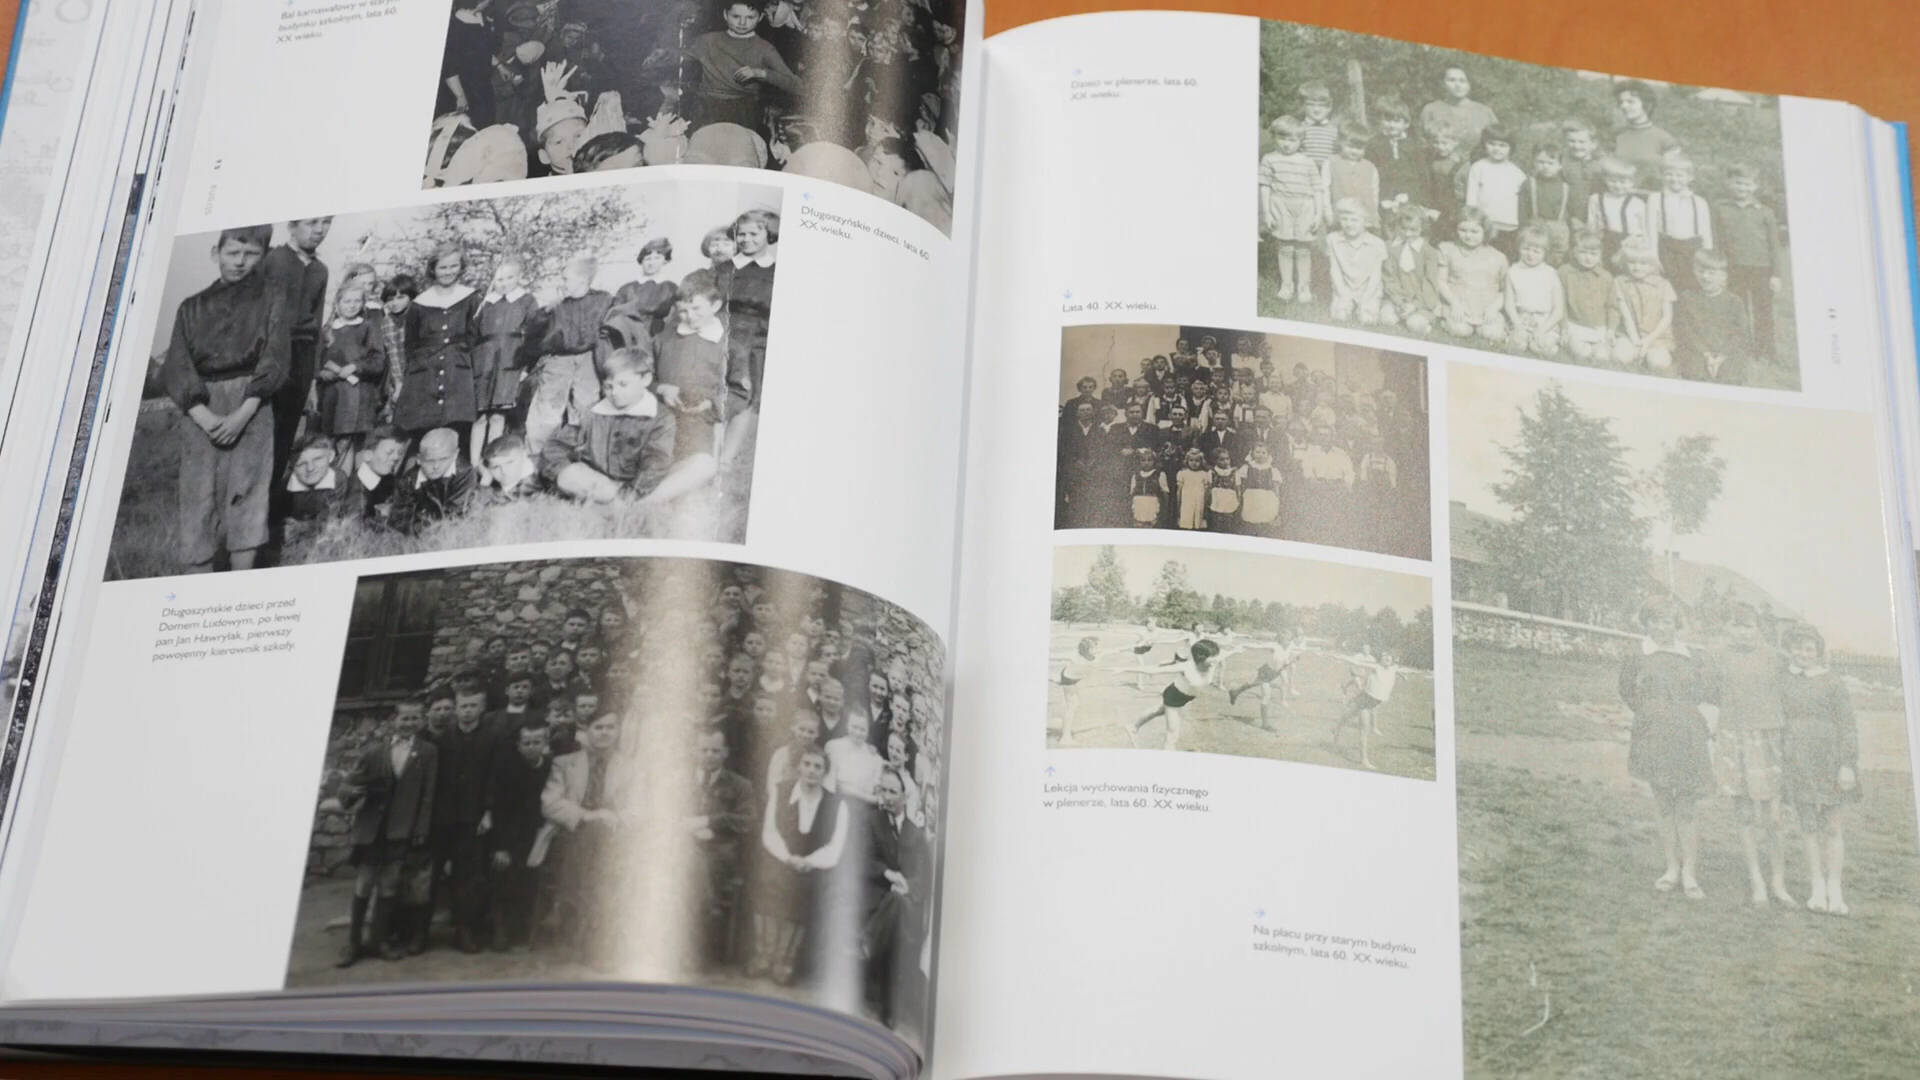 Bal karnawałowy w starym
budynku szkolnym, lata 60.
XX wieku.
strona
Długoszyńskie dzieci, lata 60.
XX wieku.
Długoszyńskie dzieci przed
Domem Ludowym, po lewej
pan Jan Hawryłak, pierwszy
powojenny kierownik szkoły.
Dzieci w plenerze, lata 60.
XX wieku.
Lata 40. XX wieku.
Lekcja wychowania fizycznego
w plenerze, lata 60. XX wieku.
Na placu przy starym budynku
szkolnym, lata 60. XX wieku.